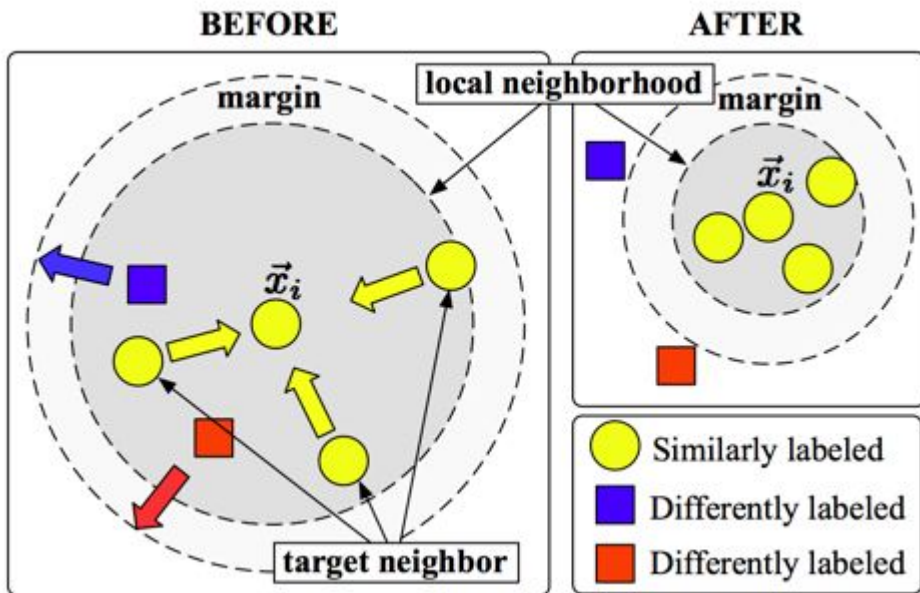 BEFORE
AFTER
local neighborhood
margin
margin
x⃗ᵢ
x⃗ᵢ
target neighbor
Similarly labeled
Differently labeled
Differently labeled